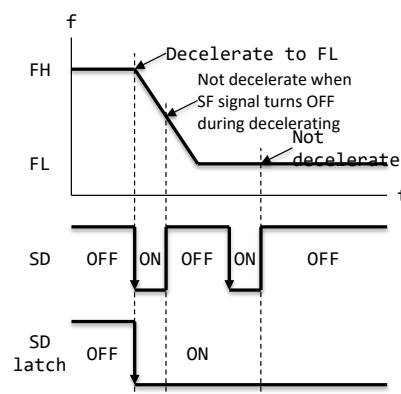 f
Decelerate to FL
FH
Not decelerate when
SF signal turns OFF
during decelerating
Not
decelerate
FL
t
SD OFF ON OFF ON OFF
SD
latch
OFF ON